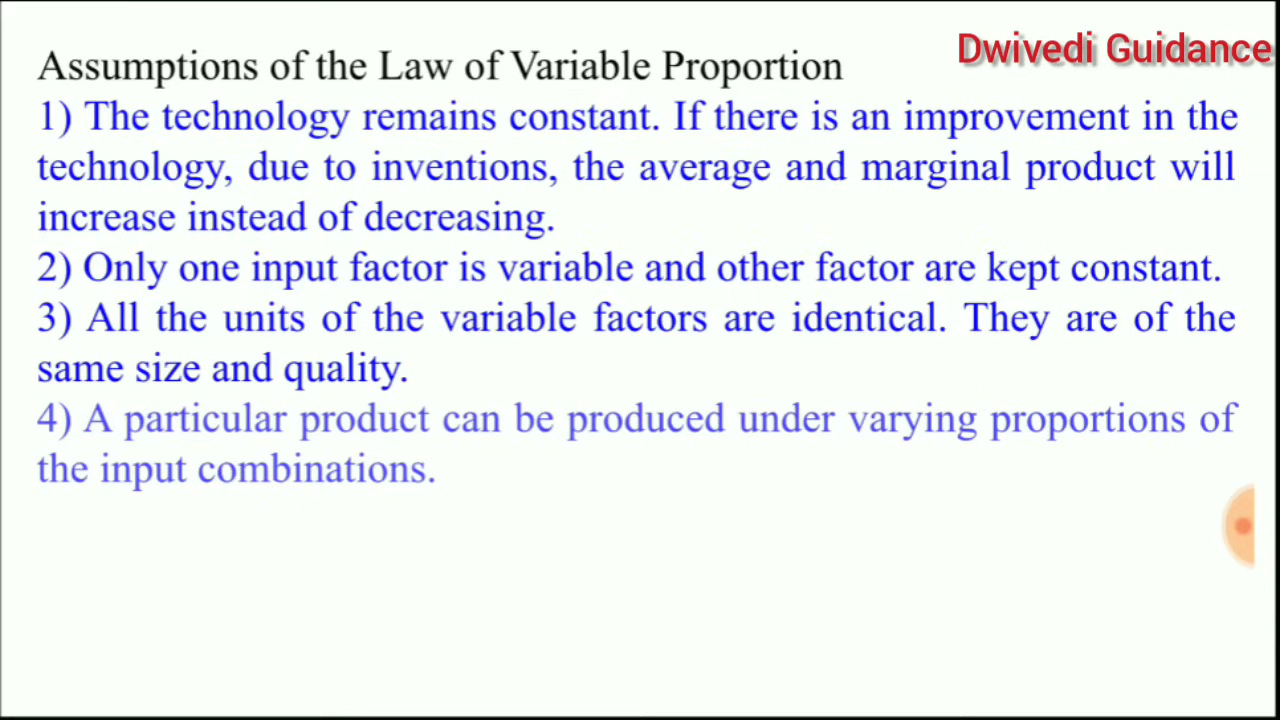 Dwivedi Guidance
Assumptions of the Law of Variable Proportion
1) The technology remains constant. If there is an improvement in the
technology, due to inventions, the average and marginal product will
increase instead of decreasing.
2) Only one input factor is variable and other factor are kept constant.
3) All the units of the variable factors are identical. They are of the
same size and quality.
4) A particular product can be produced under varying proportions of
the input combinations.